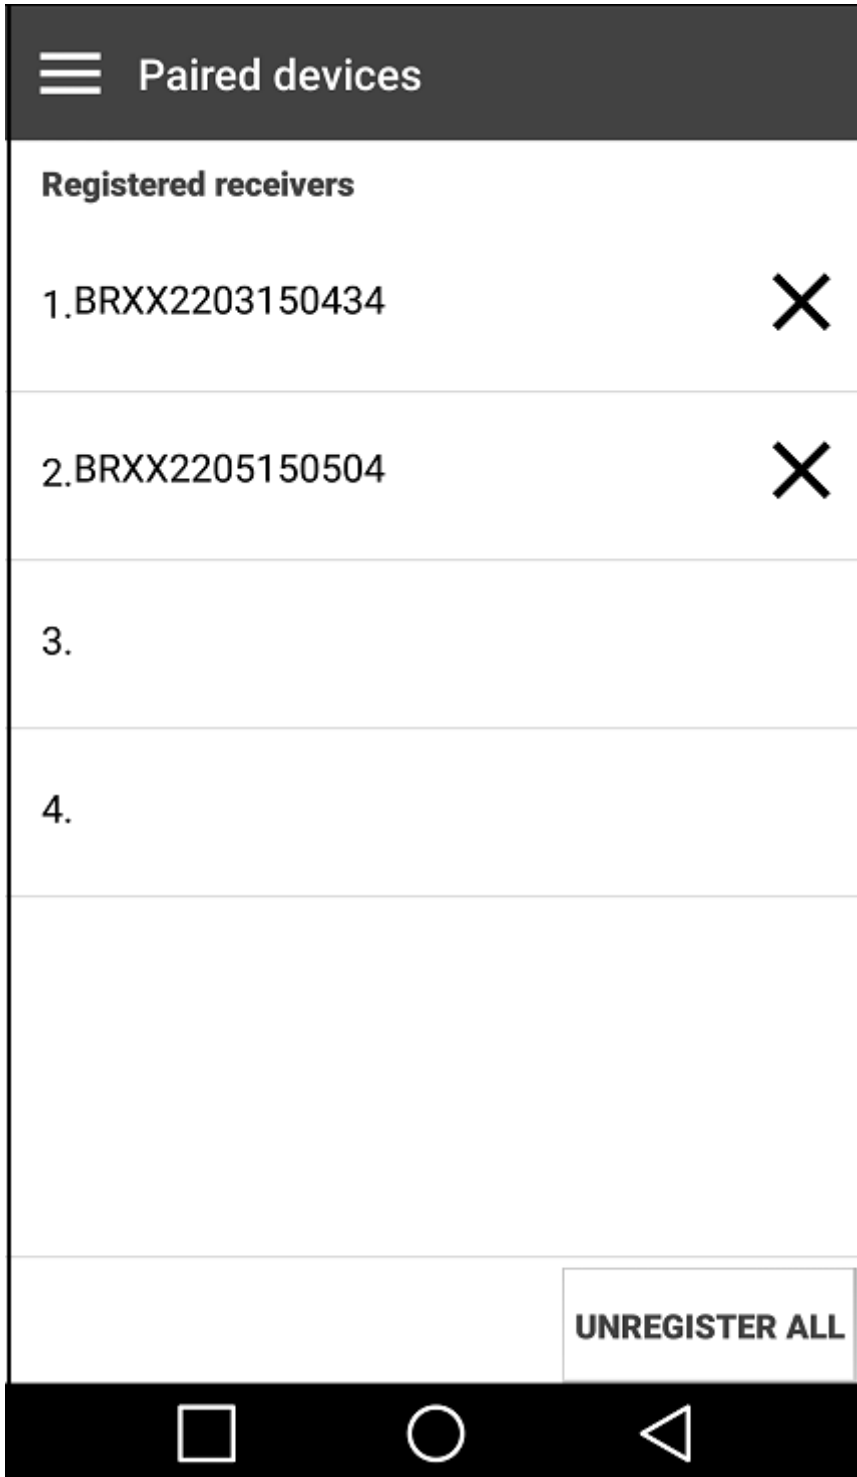 Paired devices
Registered receivers
1.BRXX2203150434
2.BRXX2205150504
3.
4.
UNREGISTER ALL